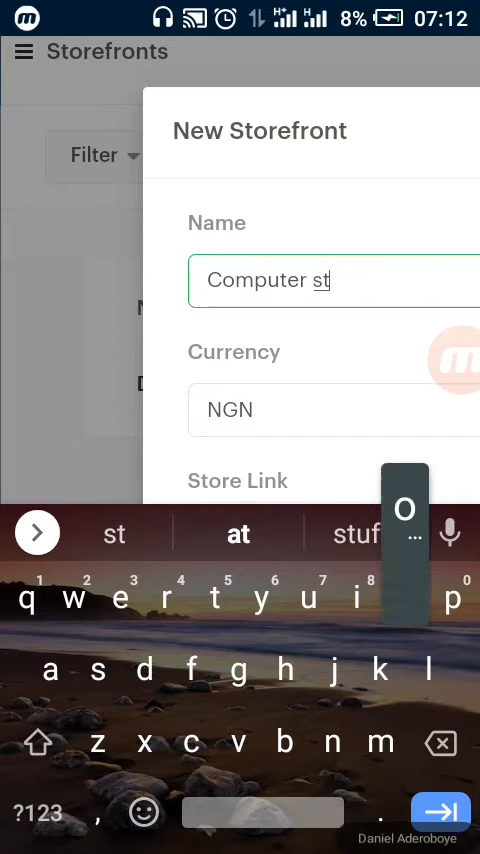 8% 07:12
Storefronts
New Storefront
Filter
Name
Computer st
Currency
NGN
Store Link
st at stuf
o
...
1 2 3 4 5 6 7 8 0
q w e r t y u i p
a s d f g h j k l
z x c v b n m
?123 , .
Daniel Aderoboye